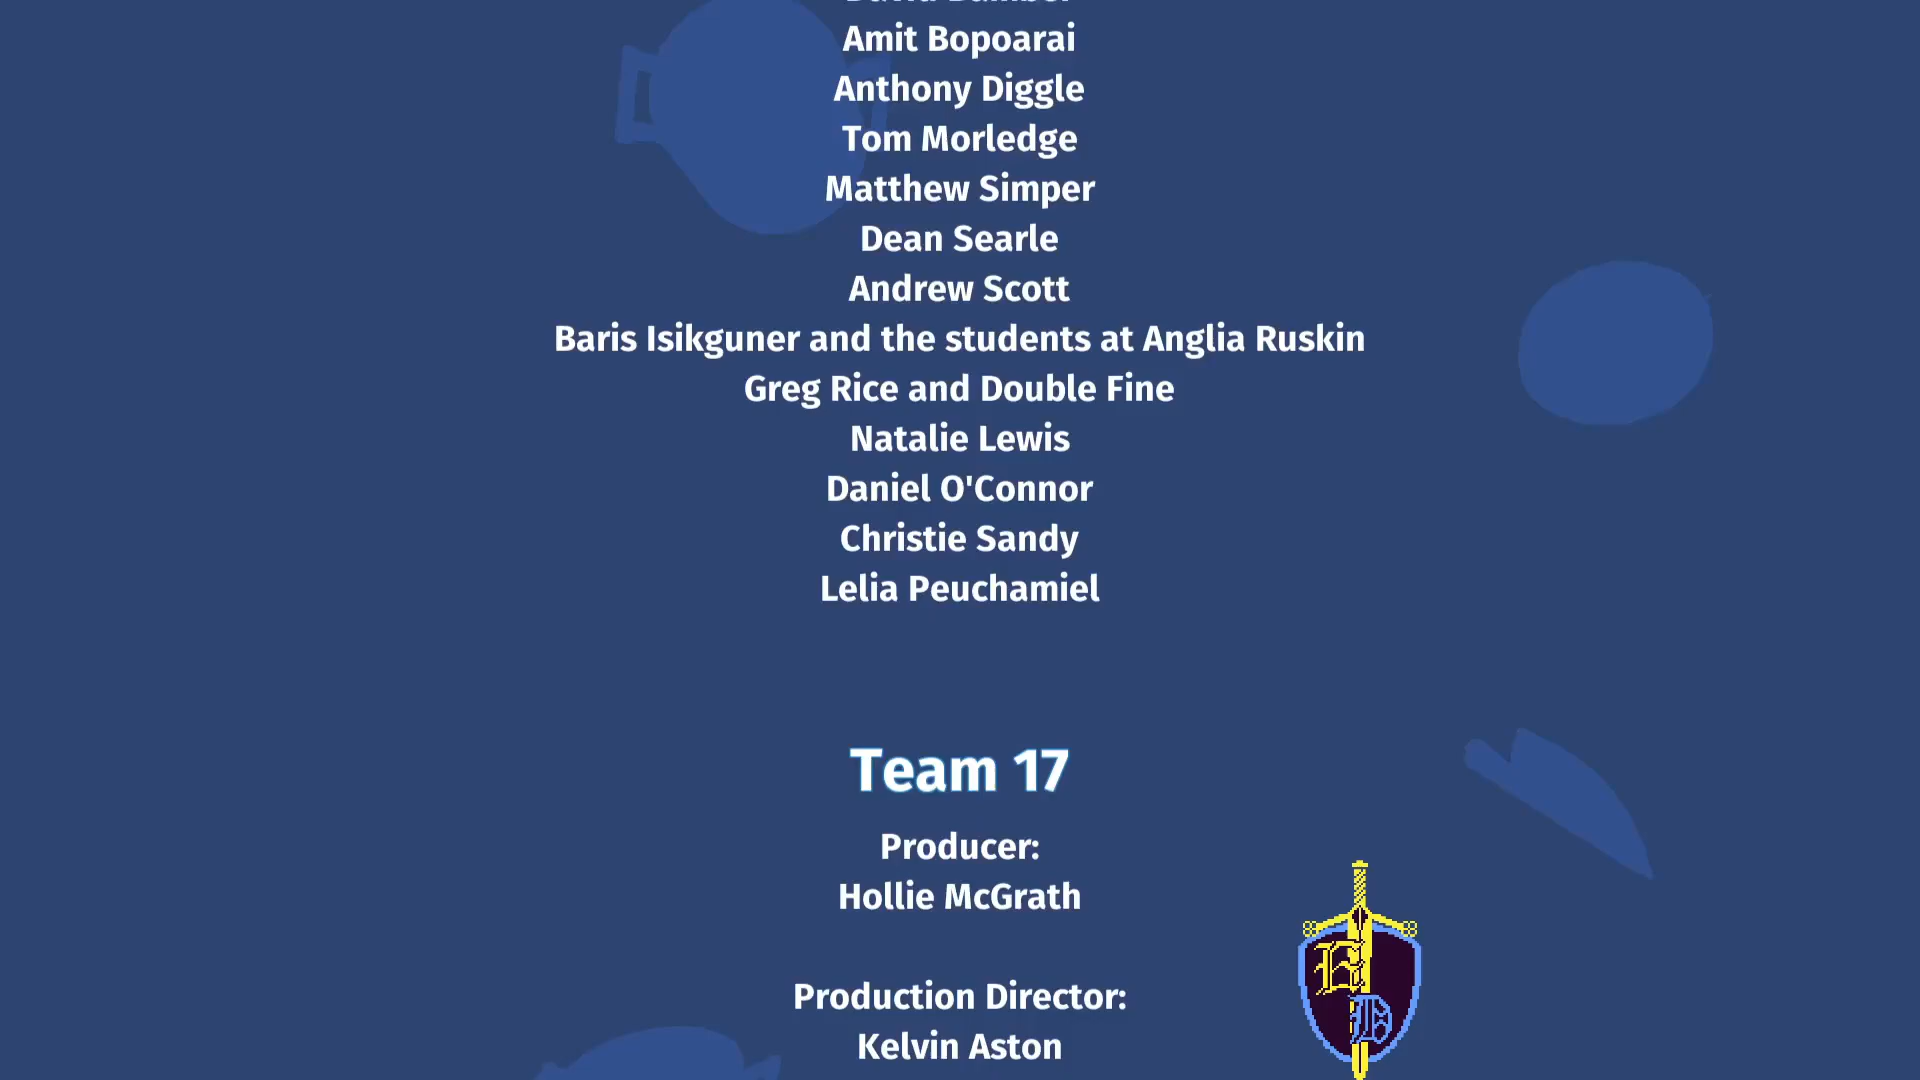 Amit Bopoarai
Anthony Diggle
Tom Morledge
Matthew Simper
Dean Searle
Andrew Scott
Baris Isikguner and the students at Anglia Ruskin
Greg Rice and Double Fine
Natalie Lewis
Daniel O'Connor
Christie Sandy
Lelia Peuchamiel
Team 17
Producer:
Hollie McGrath
Production Director:
Kelvin Aston